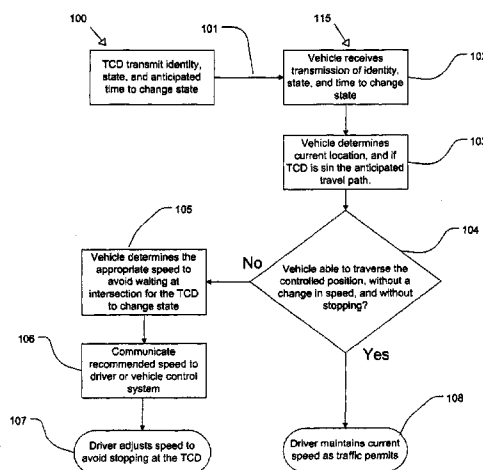 100
101
115
TCD transmit identity,
state, and anticipated
time to change state
Vehicle receives
transmission of identity,
state, and time to change
state
Vehicle determines
current location, and if
TCD is sin the anticipated
travel path.
105
104
Vehicle determines the
appropriate speed to
avoid waiting at
intersection for the TCD
to change state
No
Vehicle able to traverse the
controlled position, without a
change in speed, and without
stopping?
106
Communicate
recommended speed to
driver or vehicle control
system
Yes
107
108
Driver adjusts speed to
avoid stopping at the TCD
Driver maintains current
speed as traffic permits